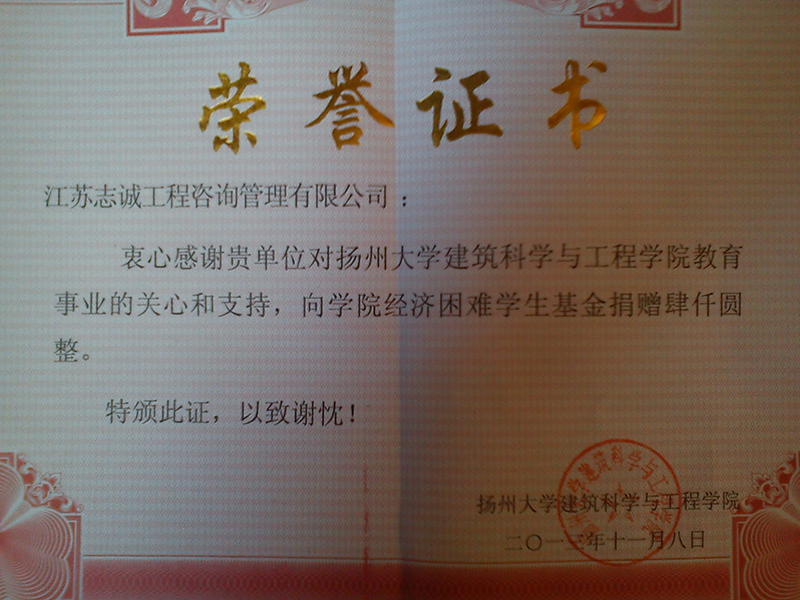 荣誉证书
江苏志诚工程咨询管理有限公司：
衷心感谢贵单位对扬州大学建筑科学与工程学院教育
事业的关心和支持，向学院经济困难学生基金捐赠肆仟圆
整。
特颁此证，以致谢忱！
扬州大学建筑科学与工程学院
二〇一三年十一月八日